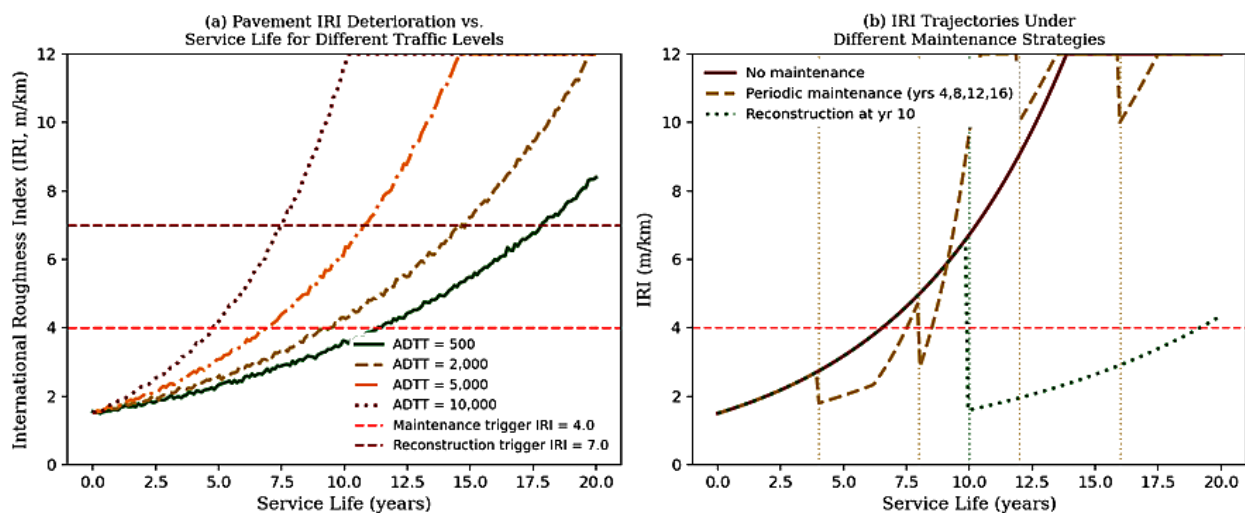 (a) Pavement IRI Deterioration vs.
Service Life for Different Traffic Levels
International Roughness Index (IRI, m/km)
12
10
8
6
4
2
0
ADTT = 500
ADTT = 2,000
ADTT = 5,000
ADTT = 10,000
Maintenance trigger IRI = 4.0
Reconstruction trigger IRI = 7.0
0.0 2.5 5.0 7.5 10.0 12.5 15.0 17.5 20.0
Service Life (years)
(b) IRI Trajectories Under
Different Maintenance Strategies
IRI (m/km)
12
10
8
6
4
2
0
No maintenance
Periodic maintenance (yrs 4,8,12,16)
Reconstruction at yr 10
0.0 2.5 5.0 7.5 10.0 12.5 15.0 17.5 20.0
Service Life (years)